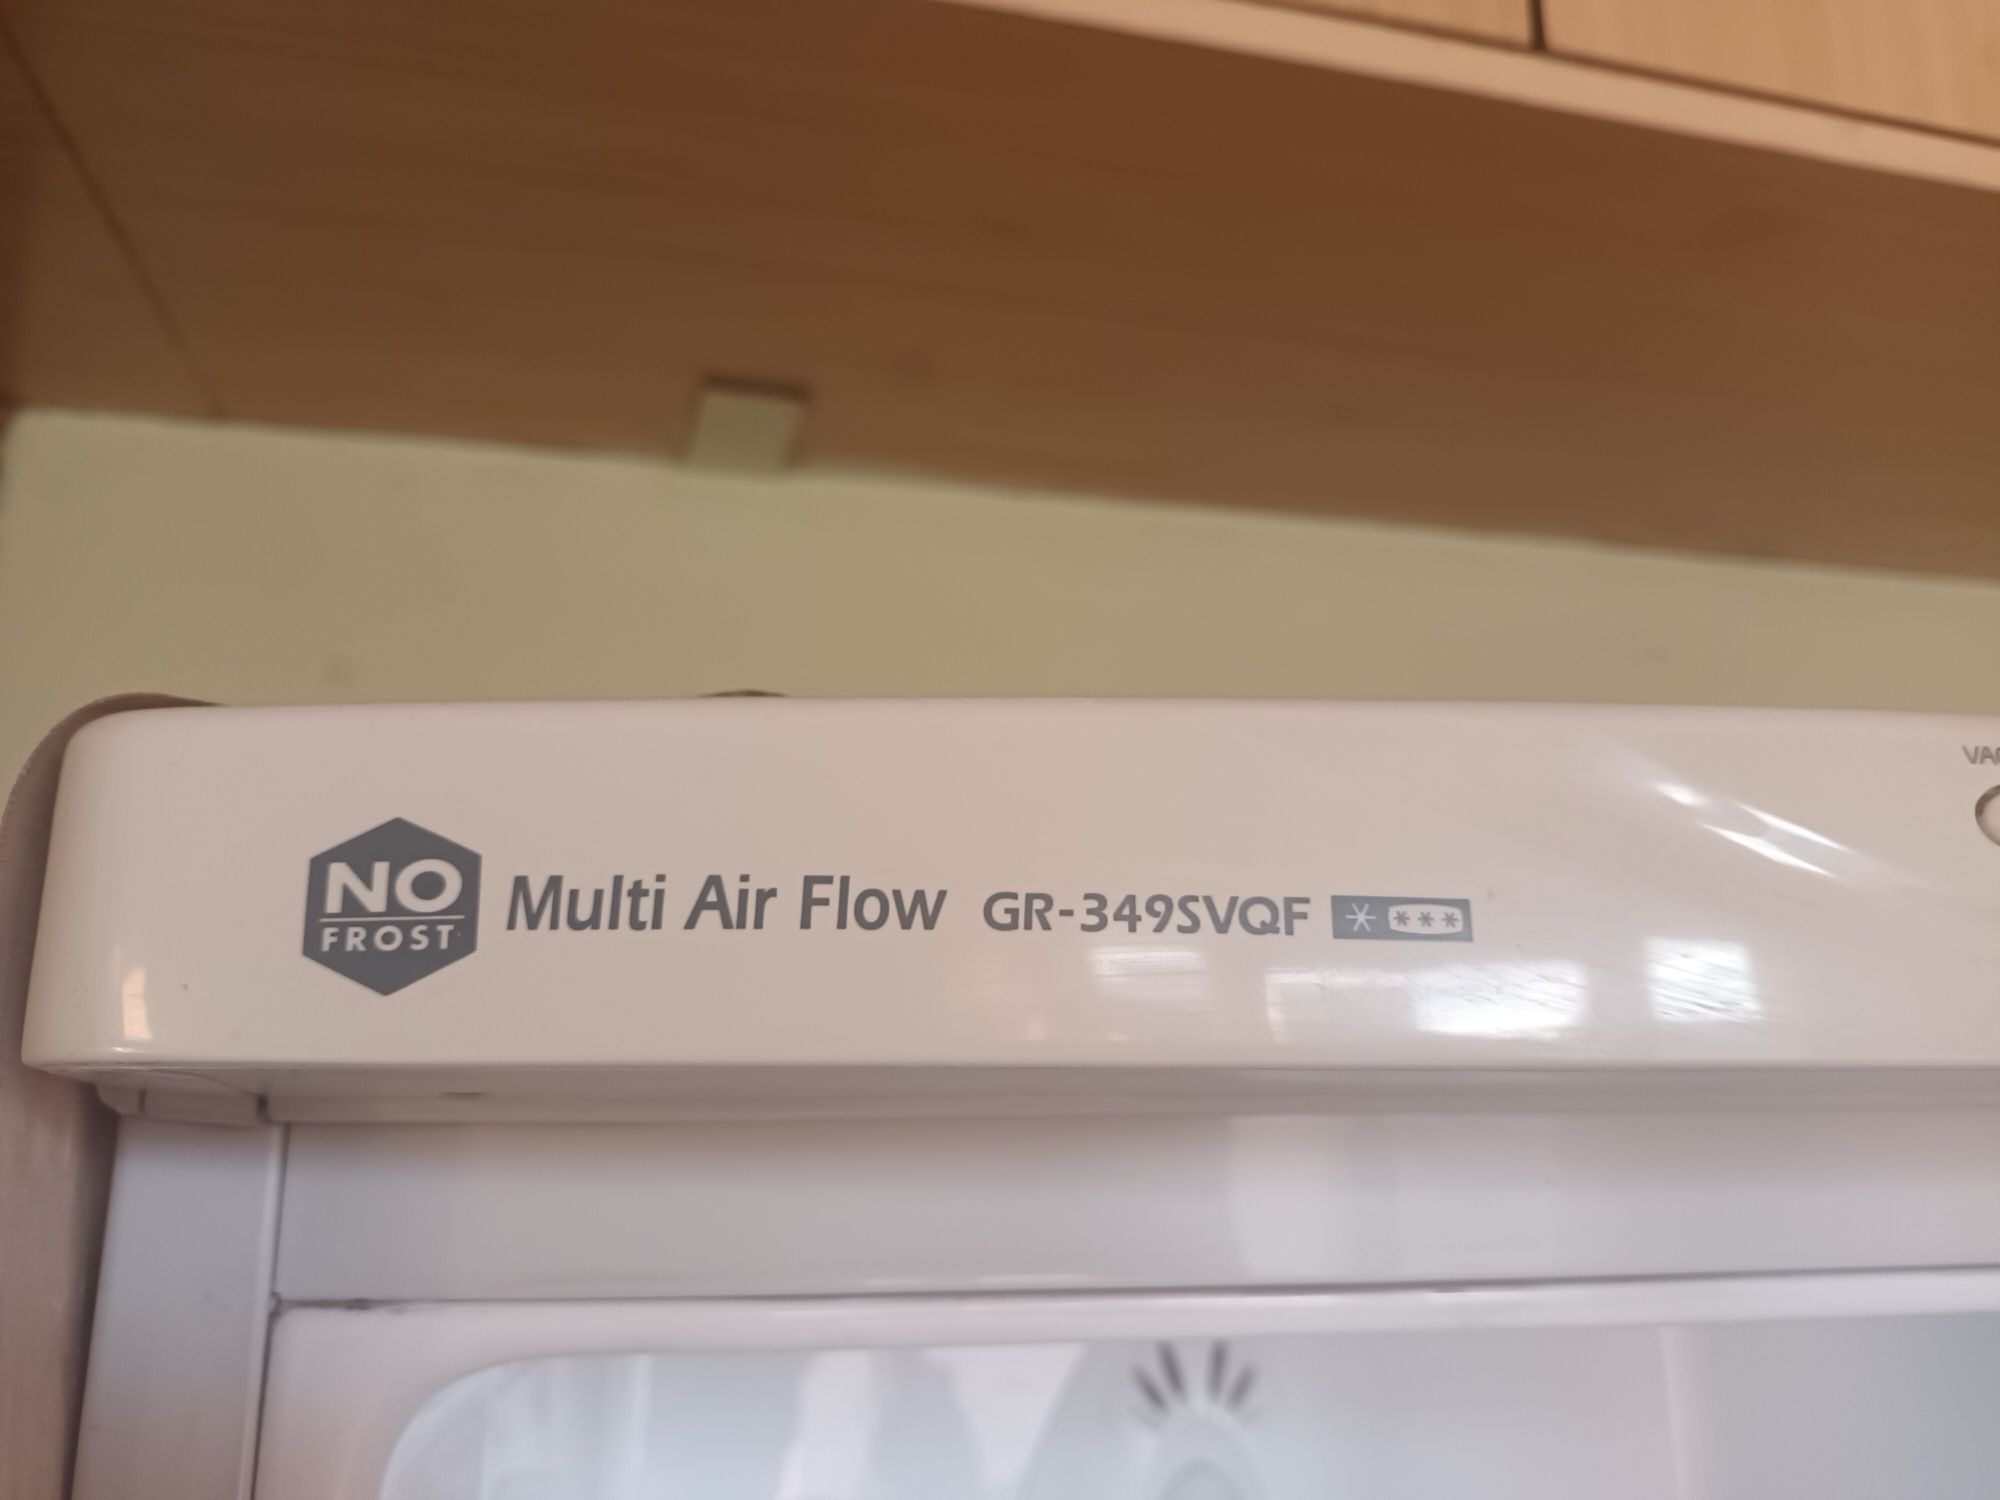 NO
FROST
Multi Air Flow GR-349SVQF